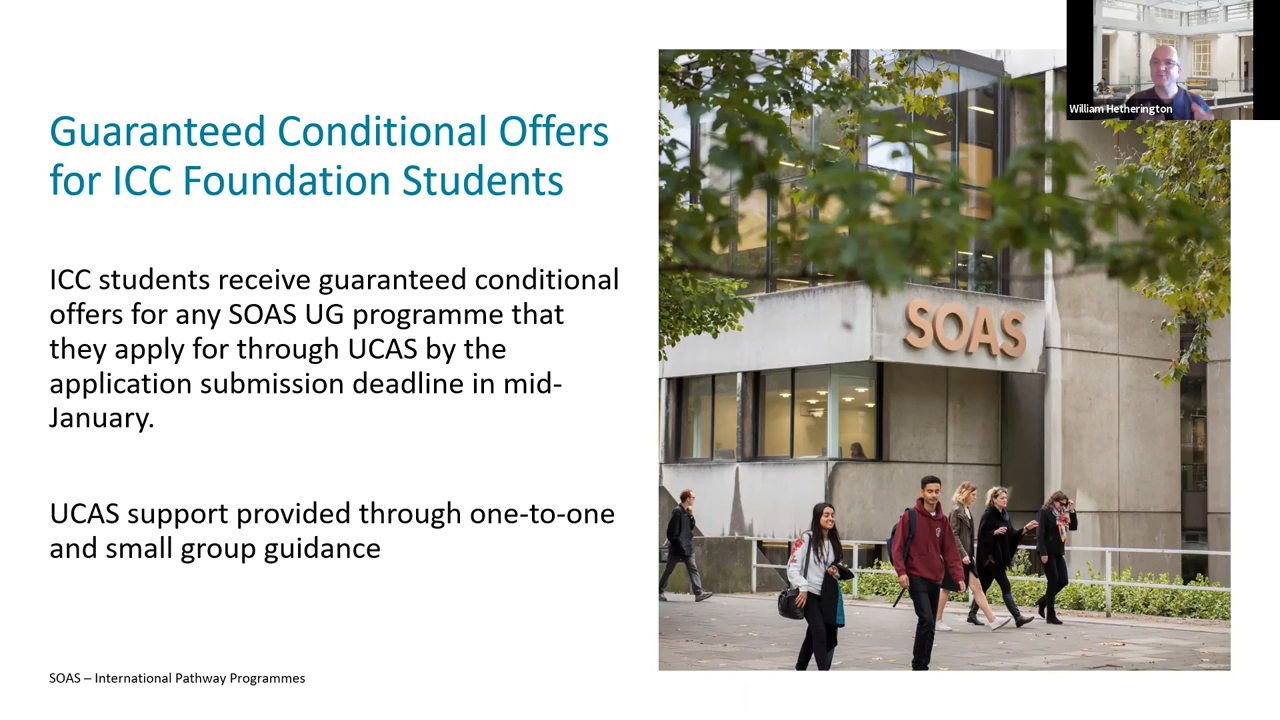 William Hetherington
Guaranteed Conditional Offers
for ICC Foundation Students
ICC students receive guaranteed conditional
offers for any SOAS UG programme that
they apply for through UCAS by the
application submission deadline in mid-
January.
UCAS support provided through one-to-one
and small group guidance
SOAS
SOAS – International Pathway Programmes